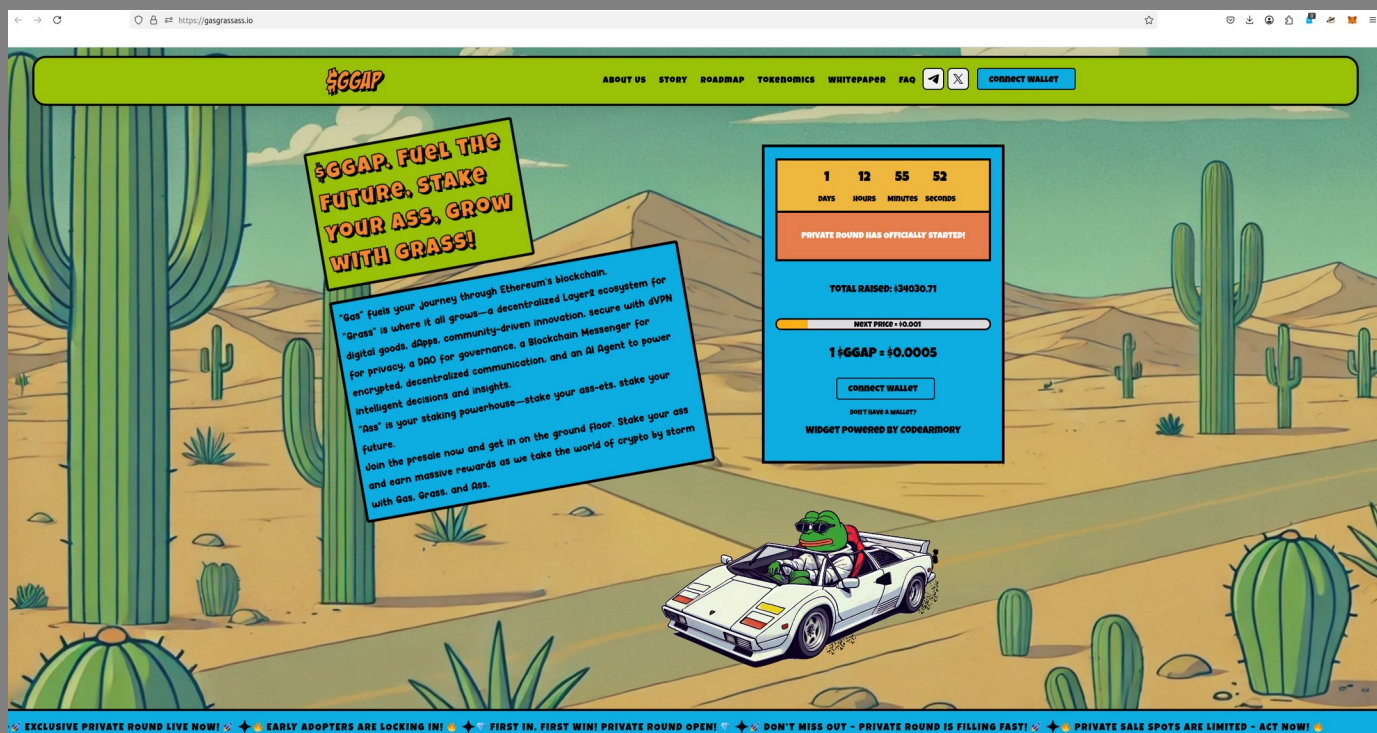 https://gasgrassass.io
$GGAP
ABOUT US STORY ROADMAP TOKENOMICS WHITEPAPER FAQ CONNECT WALLET
$GGAP, FUEL THE
FUTURE, STAKE
YOUR ASS, GROW
WITH GRASS!
"Gas" fuels your journey through Ethereum's blockchain.
"Grass" is where it all grows—a decentralized Layer2 ecosystem for
digital goods, dApps, community-driven innovation, secure with dVPN
for privacy, a DAO for governance, a Blockchain Messenger for
encrypted, decentralized communication, and an AI Agent to power
intelligent decisions and insights.
"Ass" is your staking powerhouse—stake your ass-ets, stake your
future.
Join the presale now and get in on the ground floor. Stake your ass
and earn massive rewards as we take the world of crypto by storm
with Gas, Grass, and Ass.
1 12 55 52
DAYS HOURS MINUTES SECONDS
PRIVATE ROUND HAS OFFICIALLY STARTED!
TOTAL RAISED: $34030.71
NEXT PRICE = $0.001
1 $GGAP = $0.0005
CONNECT WALLET
DON'T HAVE A WALLET?
WIDGET POWERED BY CODEARMORY
EXCLUSIVE PRIVATE ROUND LIVE NOW! EARLY ADOPTERS ARE LOCKING IN! FIRST IN, FIRST WIN! PRIVATE ROUND OPEN! DON'T MISS OUT - PRIVATE ROUND IS FILLING FAST! PRIVATE SALE SPOTS ARE LIMITED - ACT NOW!